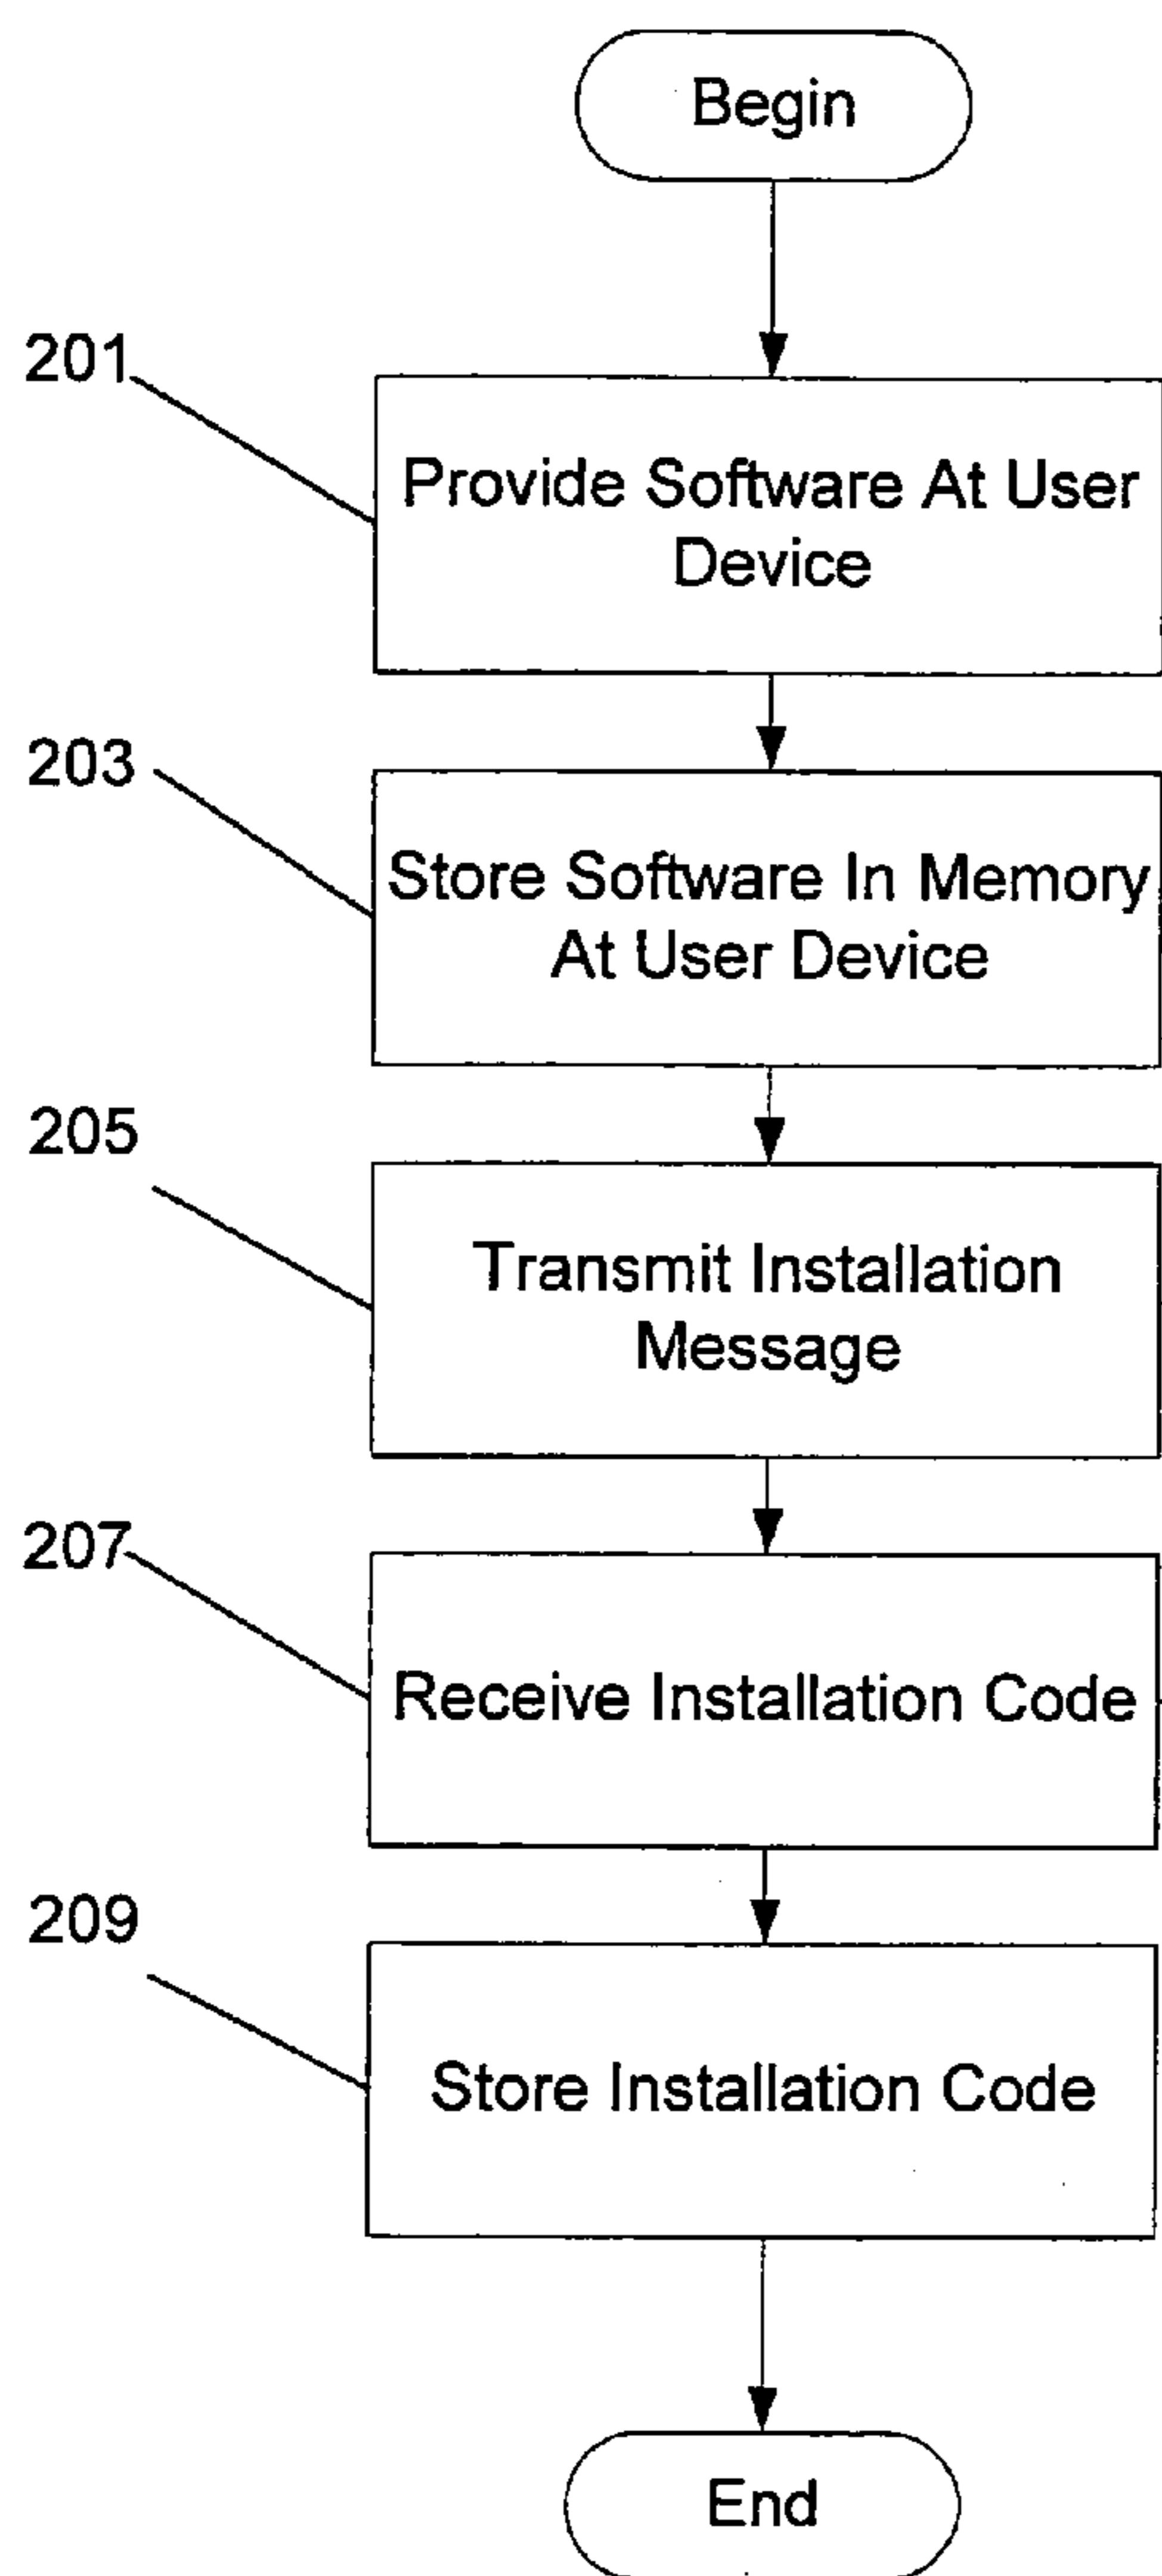 Begin
201
Provide Software At User
Device
203
Store Software In Memory
At User Device
205
Transmit Installation
Message
207
Receive Installation Code
209
Store Installation Code
End